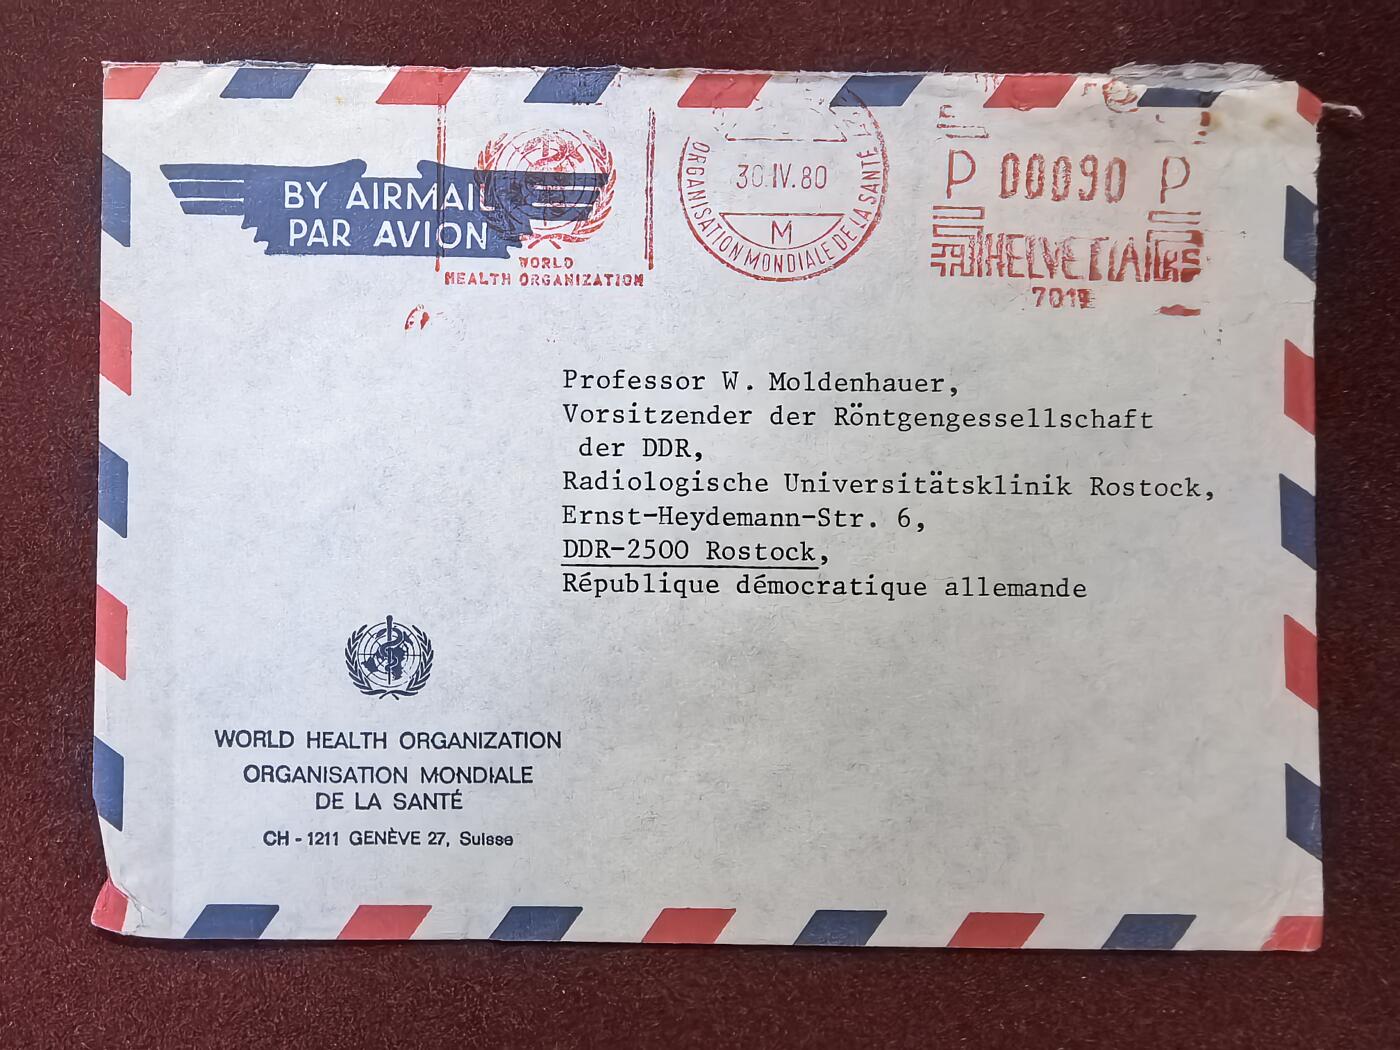 BY AIRMAIL
PAR AVION
WORLD
HEALTH ORGANIZATION
ORGANISATION MONDIALE DE LA SANTÉ
30.IV.80
M
P 00090 P
HELVETIA
Professor W. Moldenhauer,
Vorsitzender der Röntgengessellschaft
der DDR,
Radiologische Universitätsklinik Rostock,
Ernst-Heydemann-Str. 6,
DDR-2500 Rostock,
République démocratique allemande
WORLD HEALTH ORGANIZATION
ORGANISATION MONDIALE
DE LA SANTÉ
CH - 1211 GENÈVE 27, Suisse